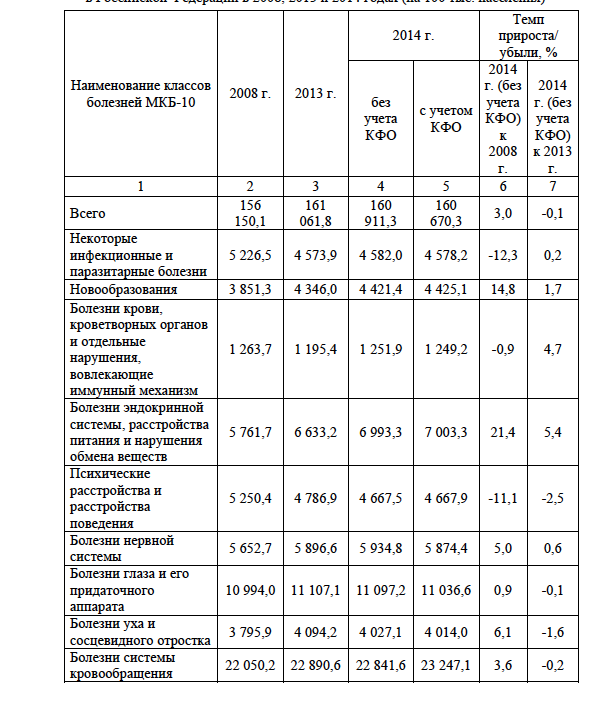 в Российской Федерации в 2008, 2013 и 2014 годах (на 100 тыс. населения)
Наименование классов
болезней МКБ-10
2008 г.
2013 г.
2014 г.
Темп
прироста/
убыли, %
без
учета
КФО
с учетом
КФО
2014
г. (без
учета
КФО)
к
2008
г.
2014
г. (без
учета
КФО)
к 2013
г.
1 2 3 4 5 6 7
Всего 156 150,1 161 061,8 160 911,3 160 670,3 3,0 -0,1
Некоторые
инфекционные и 5 226,5 4 573,9 4 582,0 4 578,2 -12,3 0,2
паразитарные болезни
Новообразования 3 851,3 4 346,0 4 421,4 4 425,1 14,8 1,7
Болезни крови,
кроветворных органов
и отдельные
нарушения, 1 263,7 1 195,4 1 251,9 1 249,2 -0,9 4,7
вовлекающие
иммунный механизм
Болезни эндокринной
системы, расстройства
питания и нарушения 5 761,7 6 633,2 6 993,3 7 003,3 21,4 5,4
обмена веществ
Психические
расстройства и 5 250,4 4 786,9 4 667,5 4 667,9 -11,1 -2,5
расстройства
поведения
Болезни нервной
системы 5 652,7 5 896,6 5 934,8 5 874,4 5,0 0,6
Болезни глаза и его
придаточного 10 994,0 11 107,1 11 097,2 11 036,6 0,9 -0,1
аппарата
Болезни уха и
сосцевидного отростка 3 795,9 4 094,2 4 027,1 4 014,0 6,1 -1,6
Болезни системы
кровообращения 22 050,2 22 890,6 22 841,6 23 247,1 3,6 -0,2